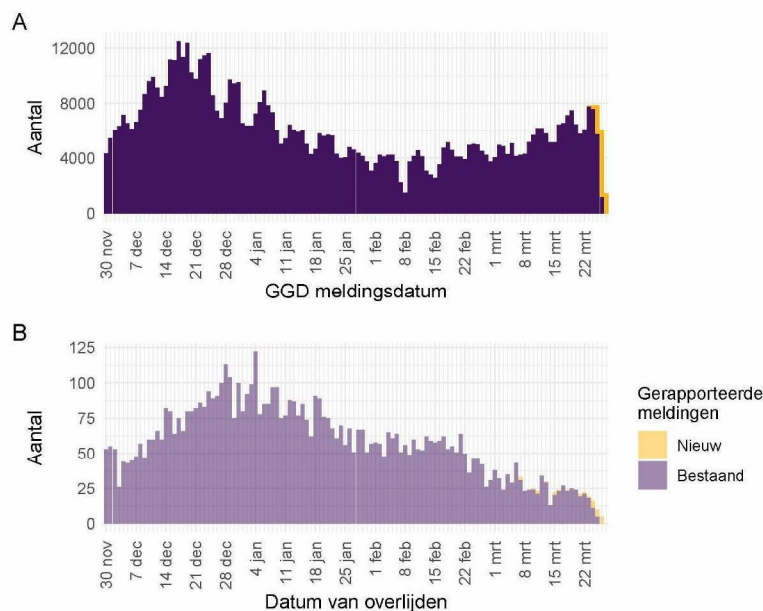 A
12000
8000
4000
0
Aantal
30 nov
7 dec
14 dec
21 dec
28 dec
4 jan
11 jan
18 jan
25 jan
1 feb
8 feb
15 feb
22 feb
1 mrt
8 mrt
15 mrt
22 mrt
GGD meldingsdatum
B
125
100
75
50
25
0
Aantal
30 nov
7 dec
14 dec
21 dec
28 dec
4 jan
11 jan
18 jan
25 jan
1 feb
8 feb
15 feb
22 feb
1 mrt
8 mrt
15 mrt
22 mrt
Datum van overlijden
Gerapporteerde
meldingen
Nieuw
Bestaand